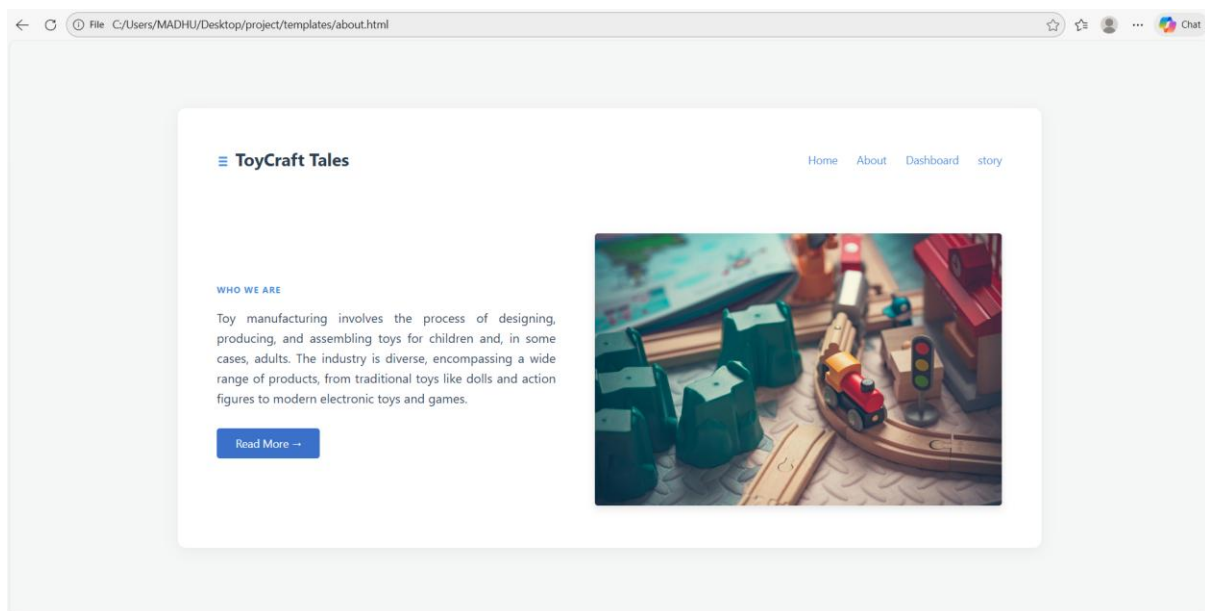 File C:/Users/MADHU/Desktop/project/templates/about.html
Chat
☰ ToyCraft Tales
Home About Dashboard story
WHO WE ARE
Toy manufacturing involves the process of designing,
producing, and assembling toys for children and, in some
cases, adults. The industry is diverse, encompassing a wide
range of products, from traditional toys like dolls and action
figures to modern electronic toys and games.
Read More →